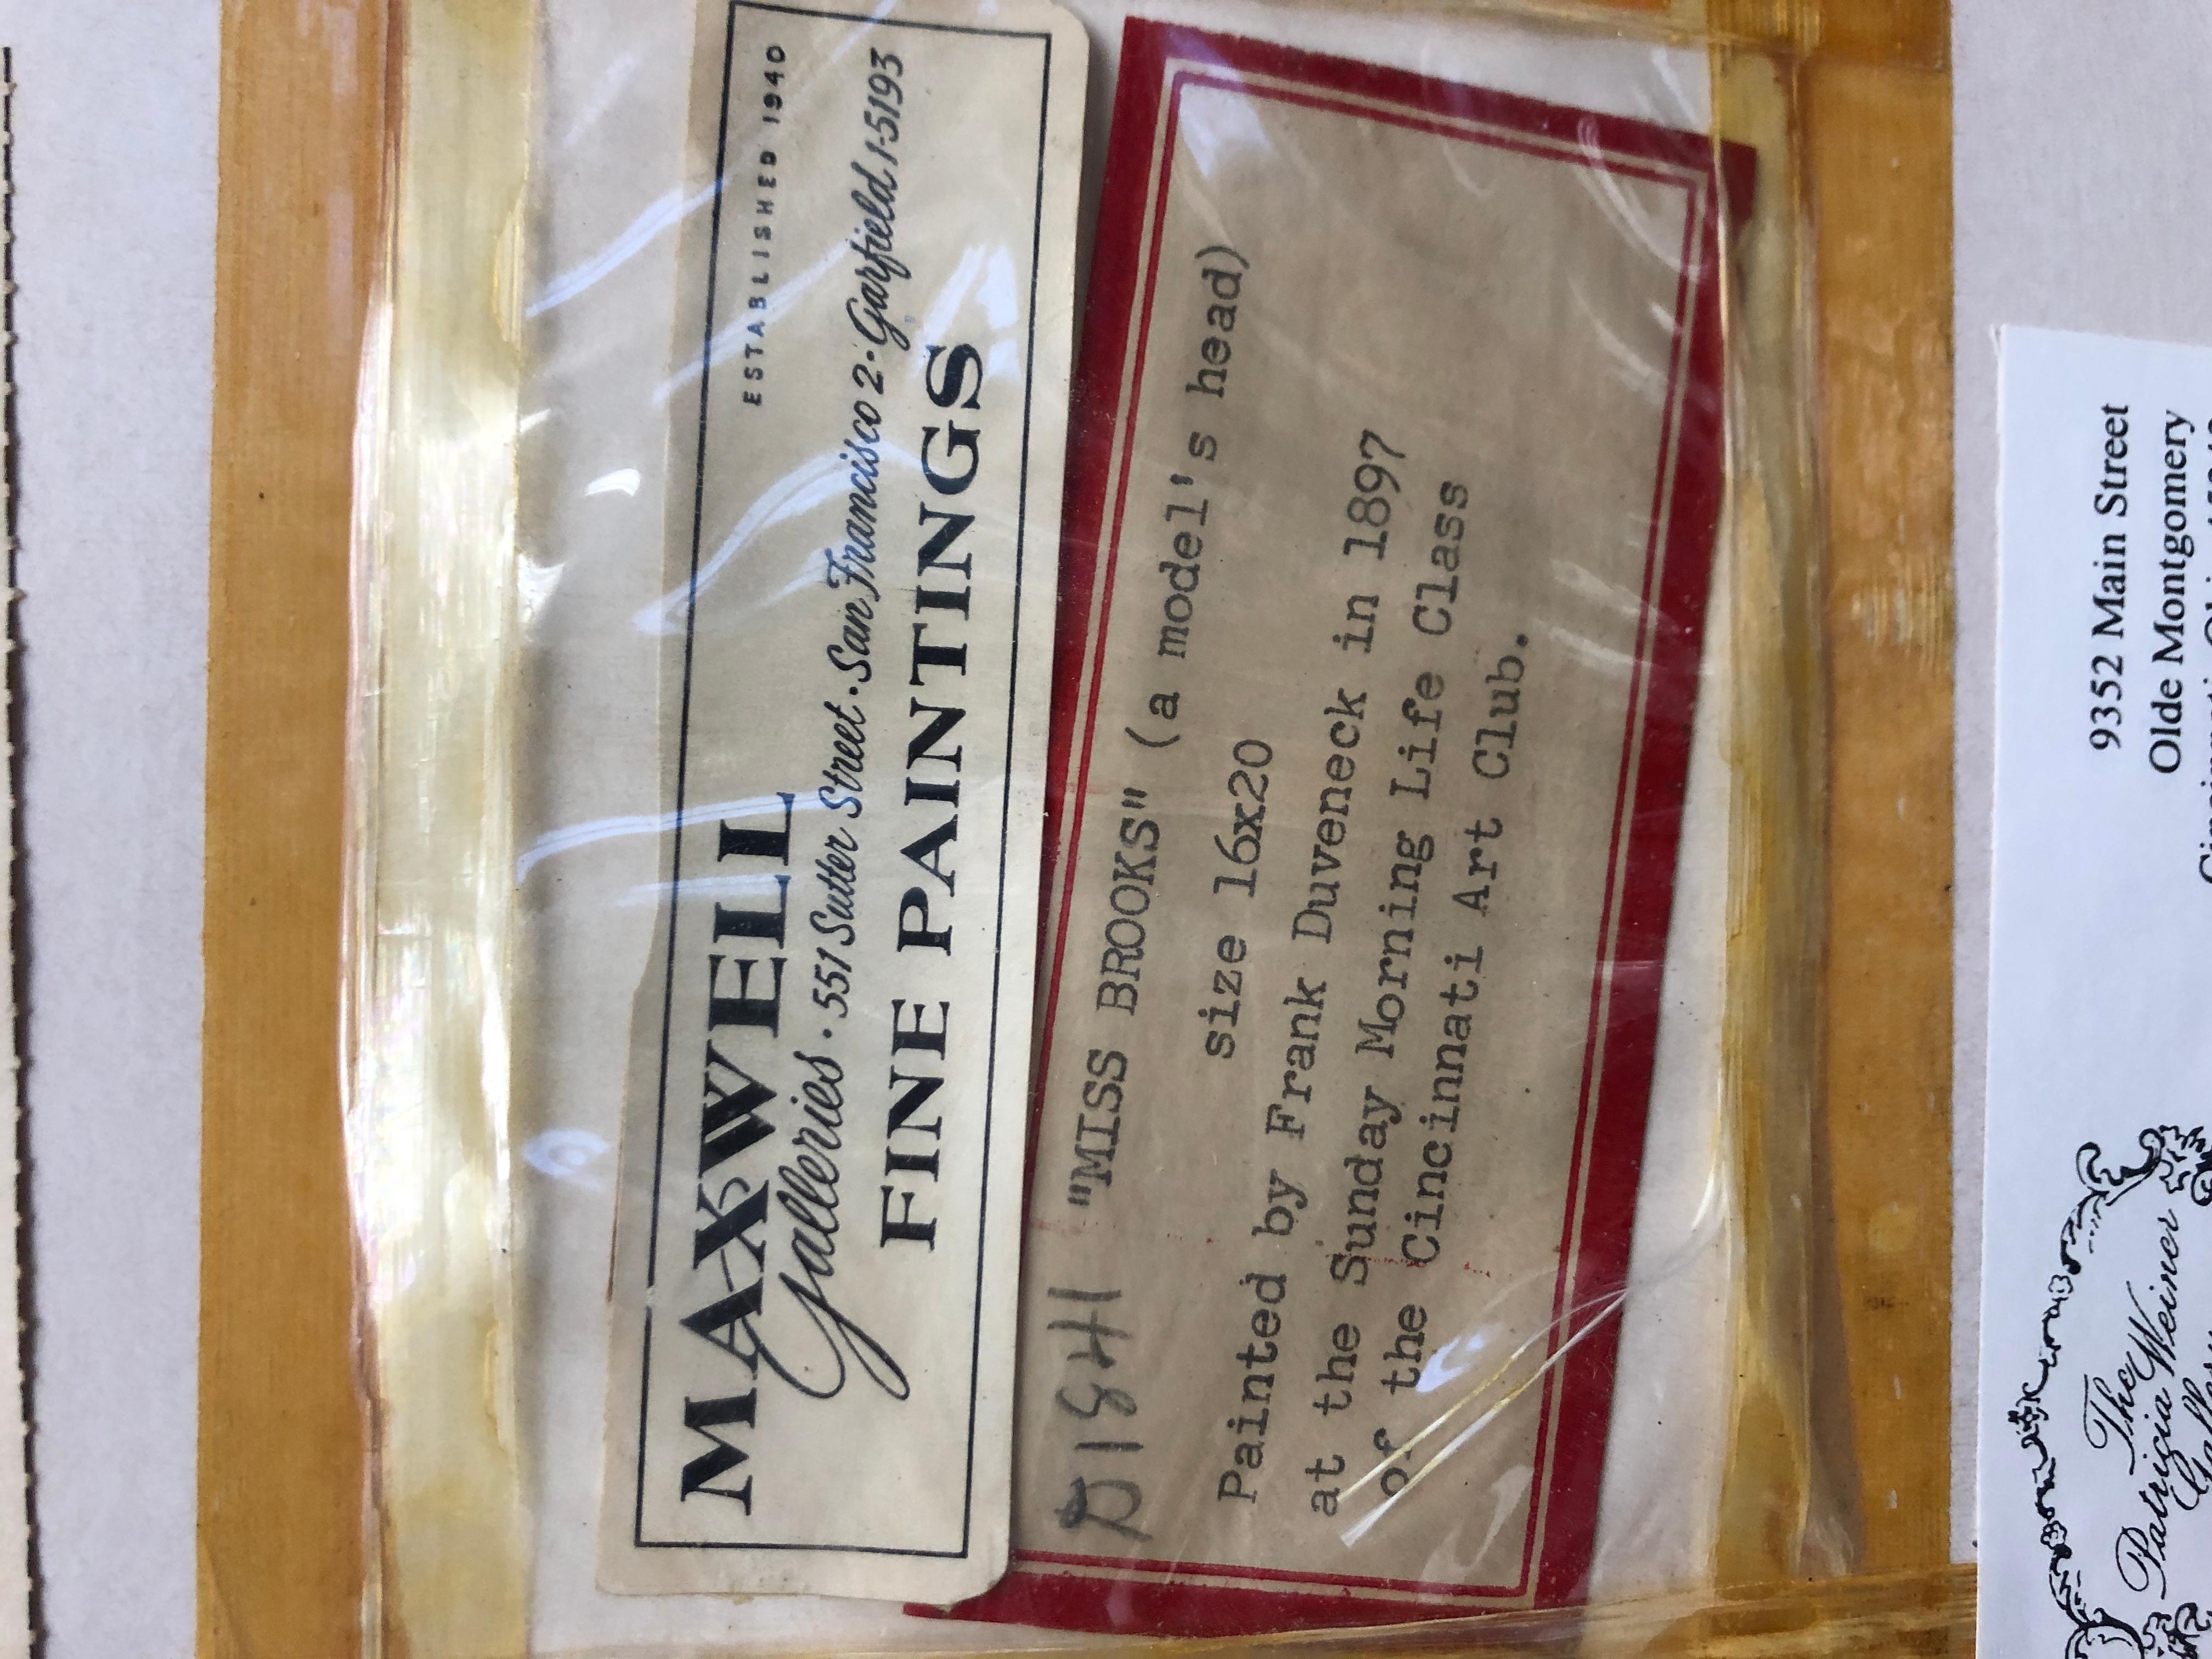 ESTABLISHED 1940
MAXWELL
Galleries · 551 Sutter Street · San Francisco 2 · Garfield 1-5193
FINE PAINTINGS
"MISS BROOKS" (a model's head)
size 16x20
Painted by Frank Duveneck in 1897
at the Sunday Morning Life Class
of the Cincinnati Art Club.
The
Patricia Weiner
9352 Main Street
Olde Montgomery